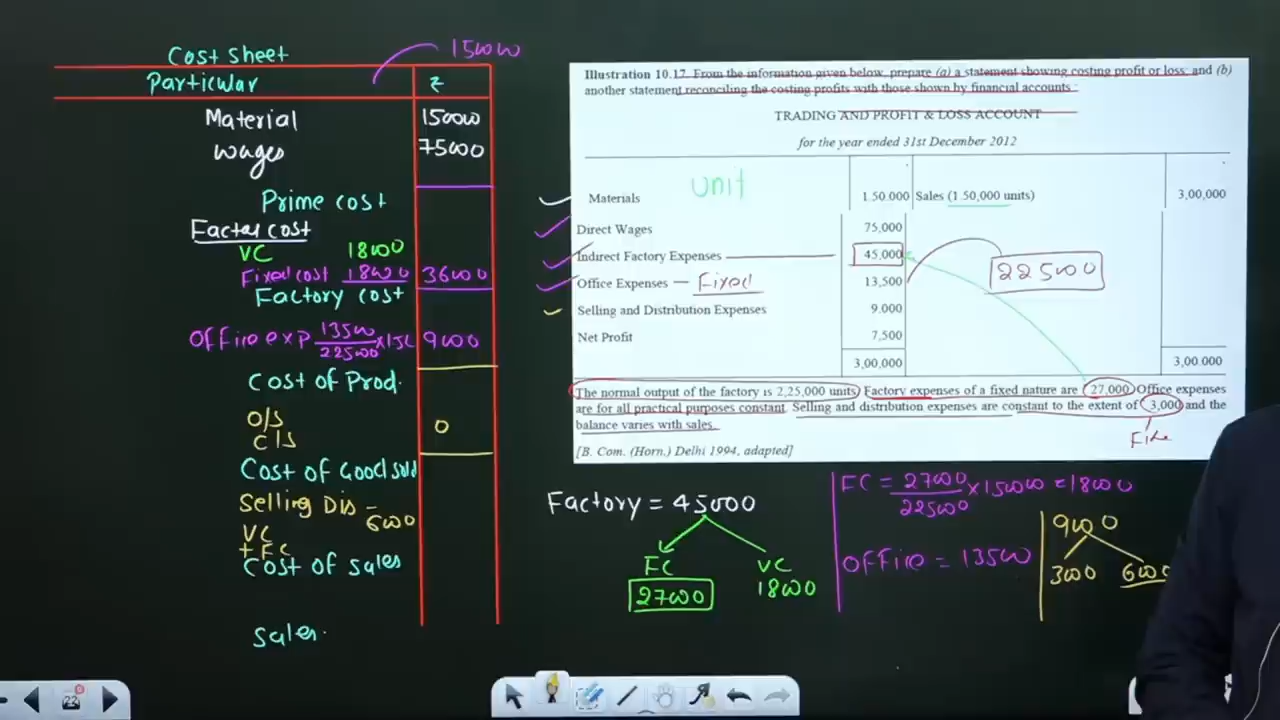 Cost Sheet
150000
Particular ₹
Material 150000
wages 75000
Prime cost
Factor cost
VC 18000
Fixed cost 18000 36000
Factory cost
Office exp 13500/225000 x 150 9000
Cost of Prod.
O/S
C/S 0
Cost of Good sold
Selling Dis -
6000
VC
+ FC
Cost of sales
Sales.
Illustration 10.17. From the information given below, prepare (a) a statement showing costing profit or loss; and (b)
another statement reconciling the costing profits with those shown by financial accounts.
TRADING AND PROFIT & LOSS ACCOUNT
for the year ended 31st December 2012
unit
Materials 1.50.000 Sales (1.50,000 units) 3,00,000
Direct Wages 75,000
Indirect Factory Expenses 45,000
225000
Office Expenses — Fixed 13,500
Selling and Distribution Expenses 9.000
Net Profit 7,500
3,00,000 3,00.000
The normal output of the factory is 2,25,000 units. Factory expenses of a fixed nature are 27,000. Office expenses
are for all practical purposes constant. Selling and distribution expenses are constant to the extent of 3,000 and the
balance varies with sales.
Fixe
[B. Com. (Horn.) Delhi 1994, adapted]
Factory = 45000
FC VC
27000 18000
FC = 27000/225000 x 150000 = 18000
Office = 13500
9000
3000 6000
22